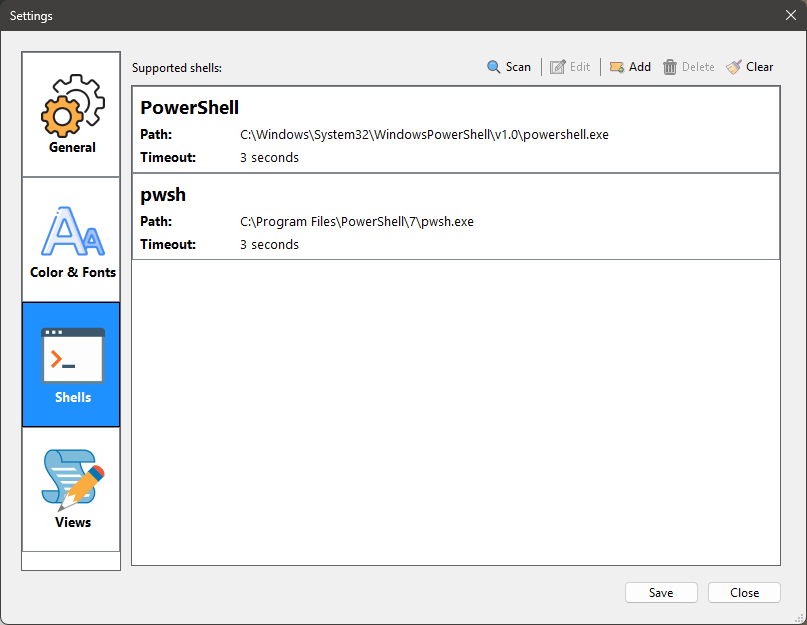 Settings
General
Color & Fonts
Shells
Views
Supported shells:
Scan Edit Add Delete Clear
PowerShell
Path: C:\Windows\System32\WindowsPowerShell\v1.0\powershell.exe
Timeout: 3 seconds
pwsh
Path: C:\Program Files\PowerShell\7\pwsh.exe
Timeout: 3 seconds
Save Close